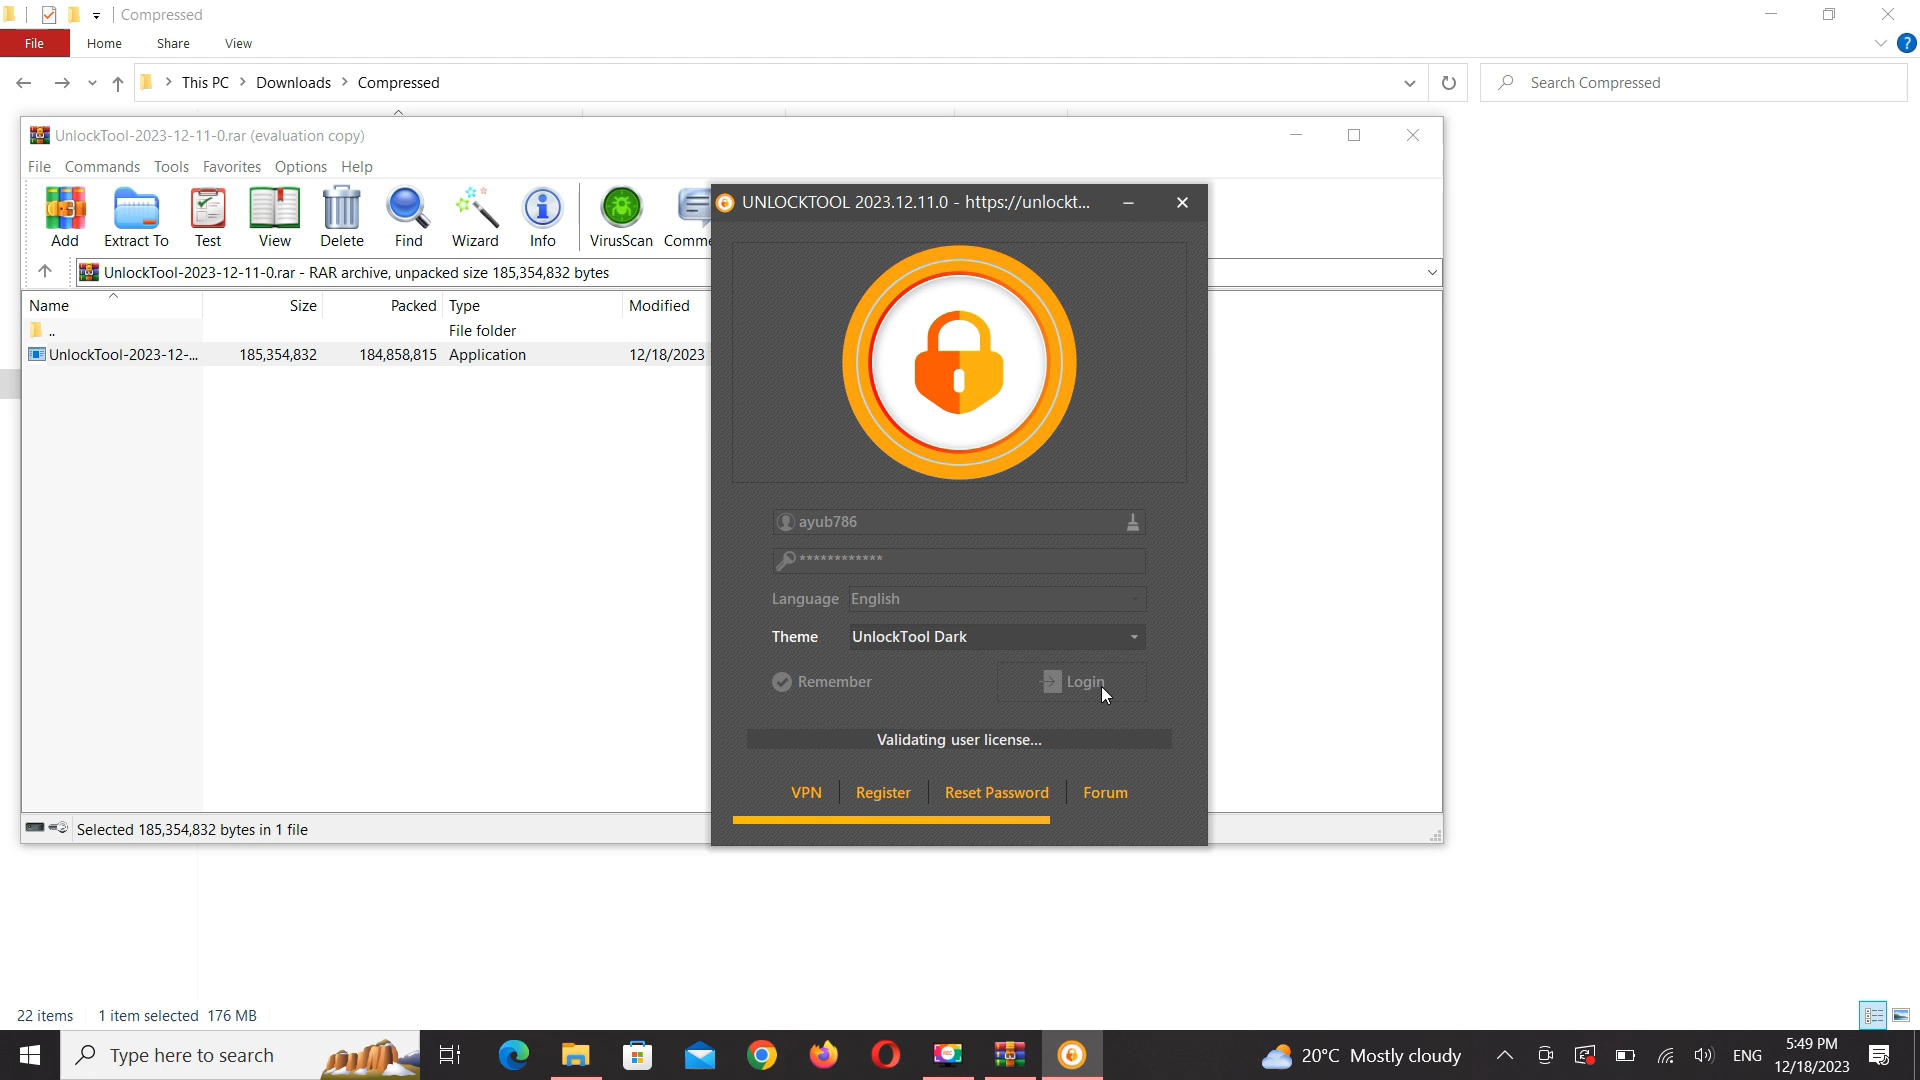 Compressed
File Home Share View
This PC Downloads Compressed
Search Compressed
UnlockTool-2023-12-11-0.rar (evaluation copy)
File Commands Tools Favorites Options Help
Add Extract To Test View Delete Find Wizard Info VirusScan Comme
UnlockTool-2023-12-11-0.rar - RAR archive, unpacked size 185,354,832 bytes
Name Size Packed Type Modified
.. File folder
UnlockTool-2023-12-... 185,354,832 184,858,815 Application 12/18/2023
Selected 185,354,832 bytes in 1 file
UNLOCKTOOL 2023.12.11.0 - https://unlockt...
ayub786
************
Language English
Theme UnlockTool Dark
Remember Login
Validating user license...
VPN Register Reset Password Forum
22 items 1 item selected 176 MB
Type here to search
REC
20°C Mostly cloudy
ENG
5:49 PM
12/18/2023